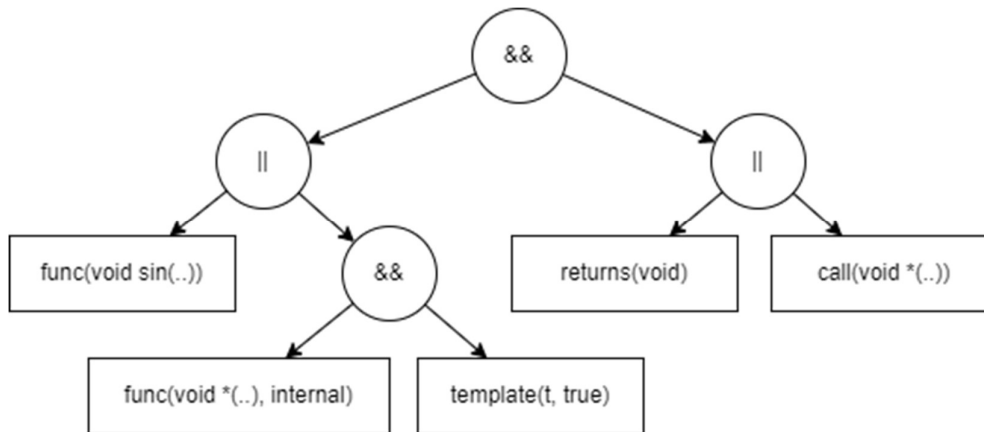 &&
||
||
func(void sin(..))
&&
returns(void)
call(void *(..))
func(void *(..), internal)
template(t, true)